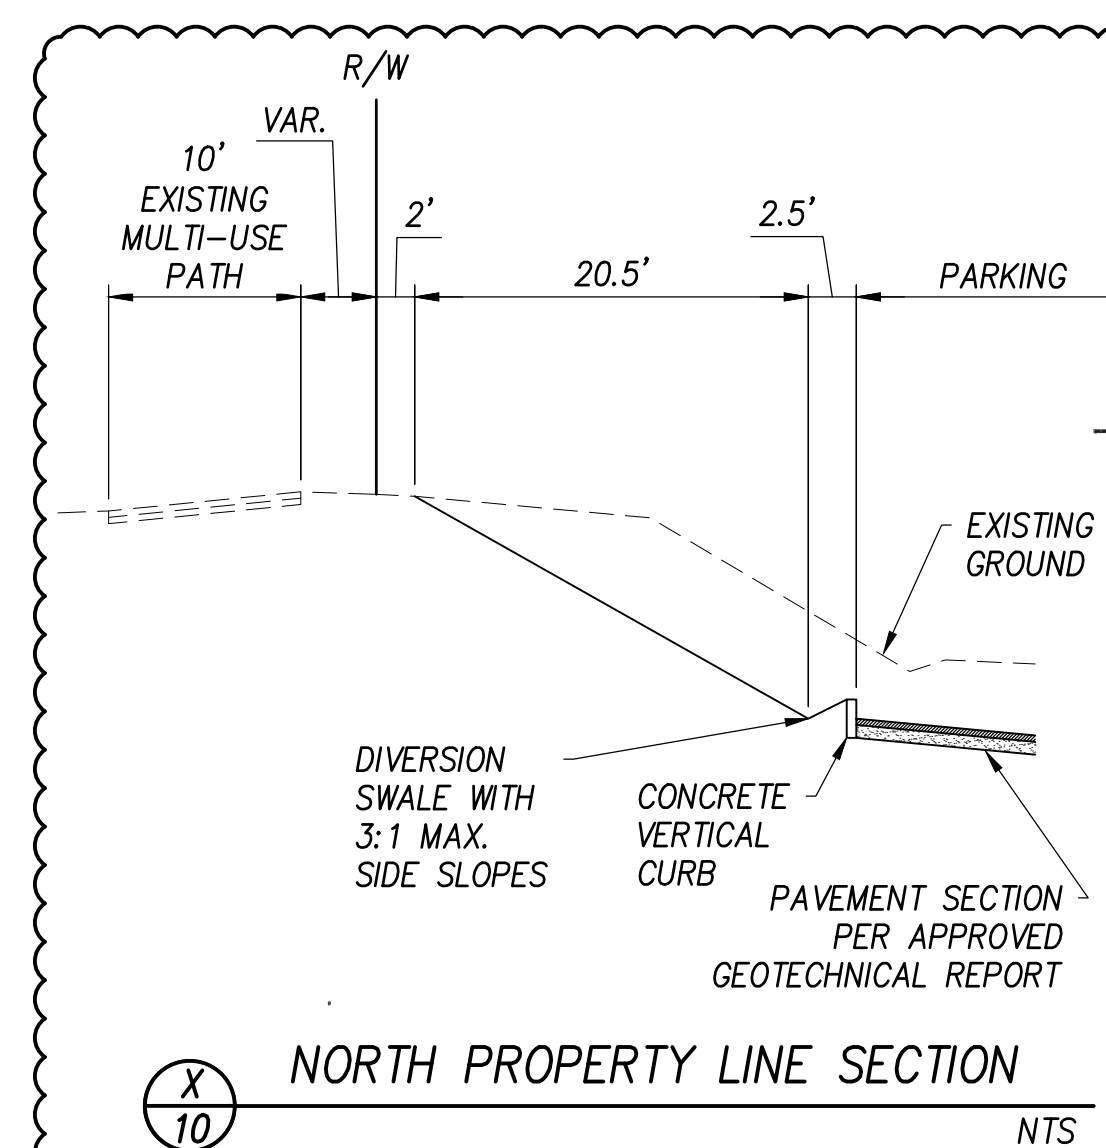 R/W
VAR.
10'
EXISTING
MULTI-USE
PATH
2'
20.5'
2.5'
PARKING
EXISTING
GROUND
DIVERSION
SWALE WITH
3:1 MAX.
SIDE SLOPES
CONCRETE
VERTICAL
CURB
PAVEMENT SECTION
PER APPROVED
GEOTECHNICAL REPORT
X
10
NORTH PROPERTY LINE SECTION
NTS